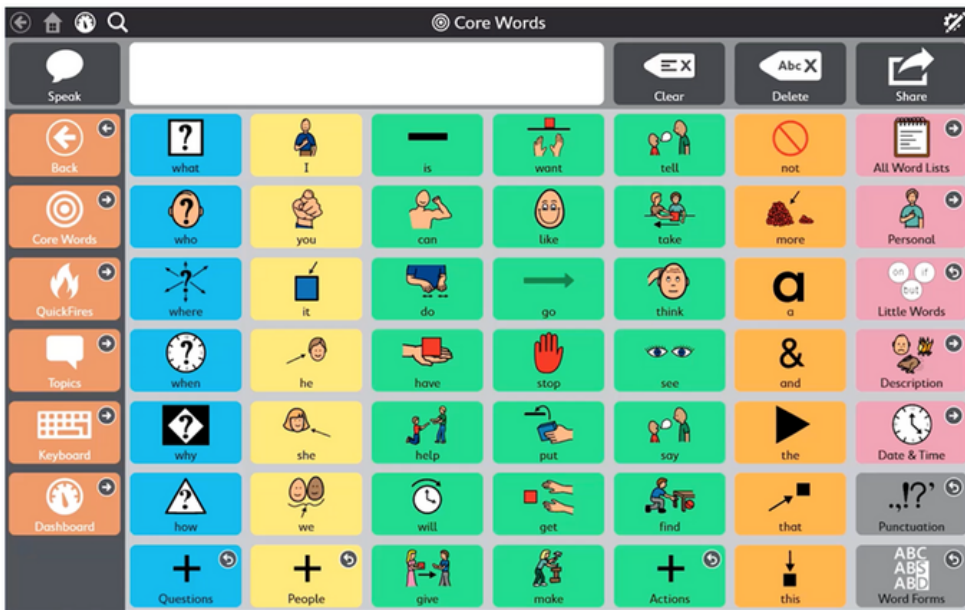 Core Words
Speak
Clear
Abc
Delete
Share
Back
what
I
is
want
tell
not
All Word Lists
Core Words
who
you
can
like
take
more
Personal
QuickFires
where
it
do
go
think
a
a
on if
but
Little Words
Topics
when
he
have
stop
see
&
and
Description
Keyboard
why
she
help
put
say
the
Date & Time
Dashboard
how
we
will
get
find
that
.,!?’
Punctuation
Questions
People
give
make
Actions
this
ABC
ABS
ABD
Word Forms